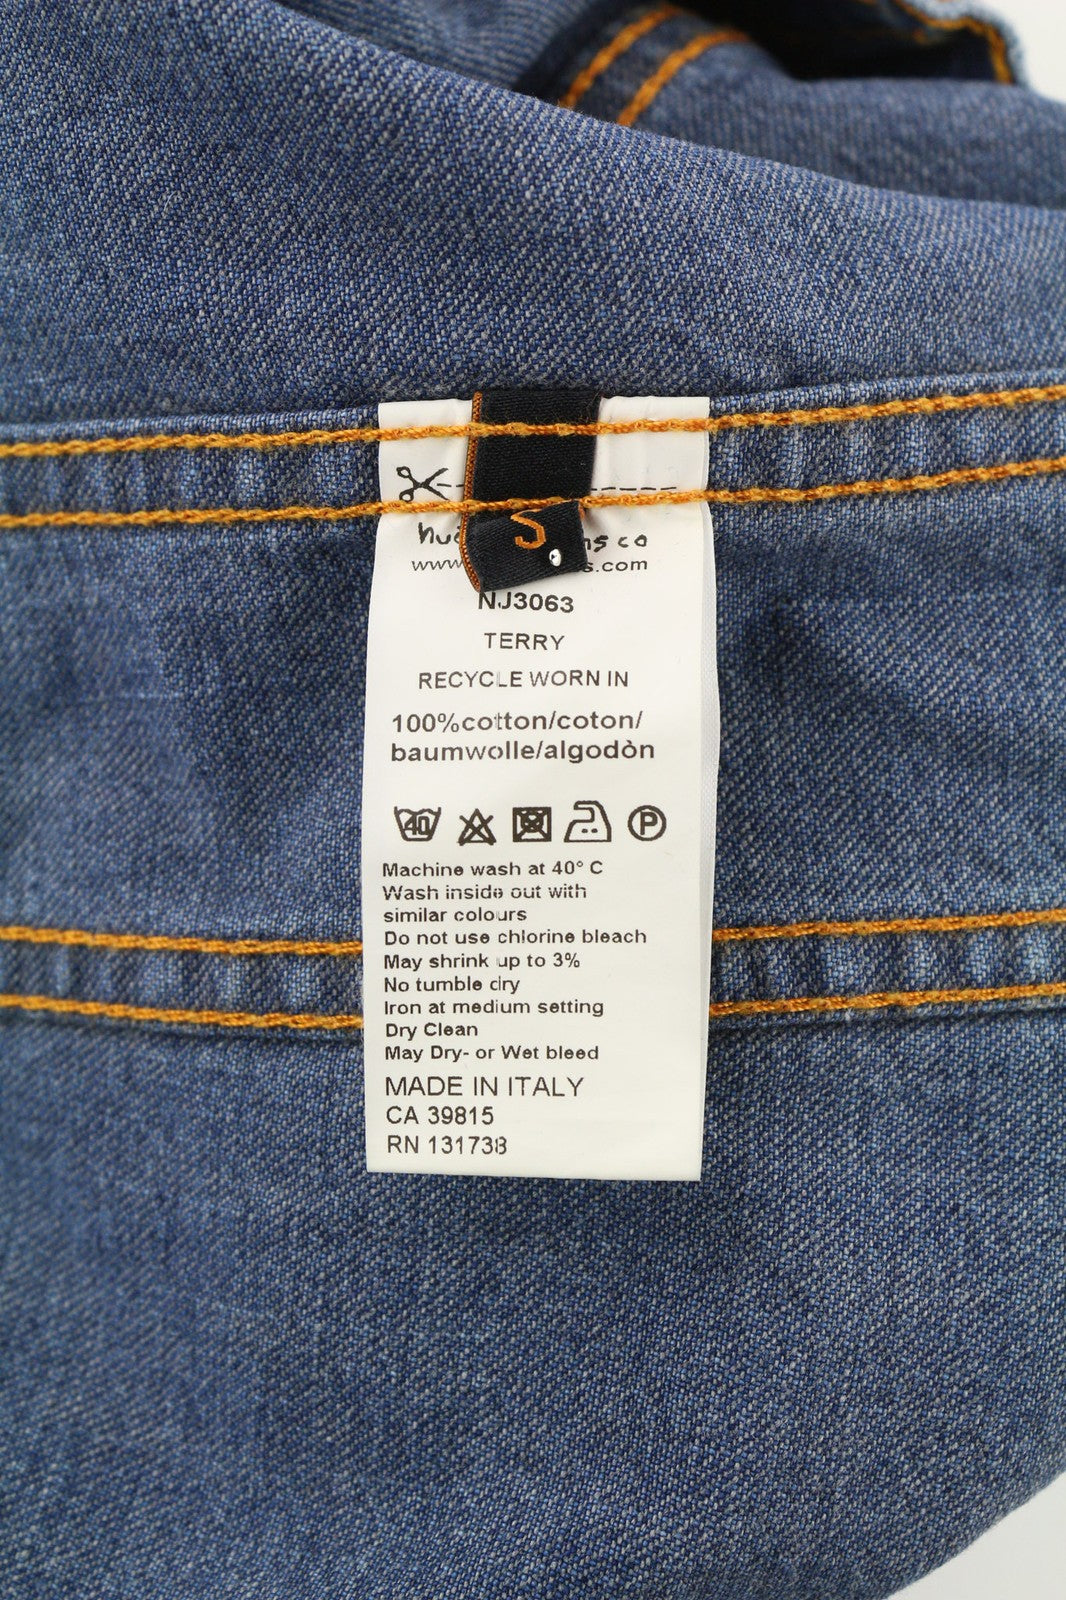 S
co
NJ3063
TERRY
RECYCLE WORN IN
100%cotton/coton/
baumwolle/algodòn
40 P
Machine wash at 40° C
Wash inside out with
similar colours
Do not use chlorine bleach
May shrink up to 3%
No tumble dry
Iron at medium setting
Dry Clean
May Dry- or Wet bleed
MADE IN ITALY
CA 39815
RN 131738